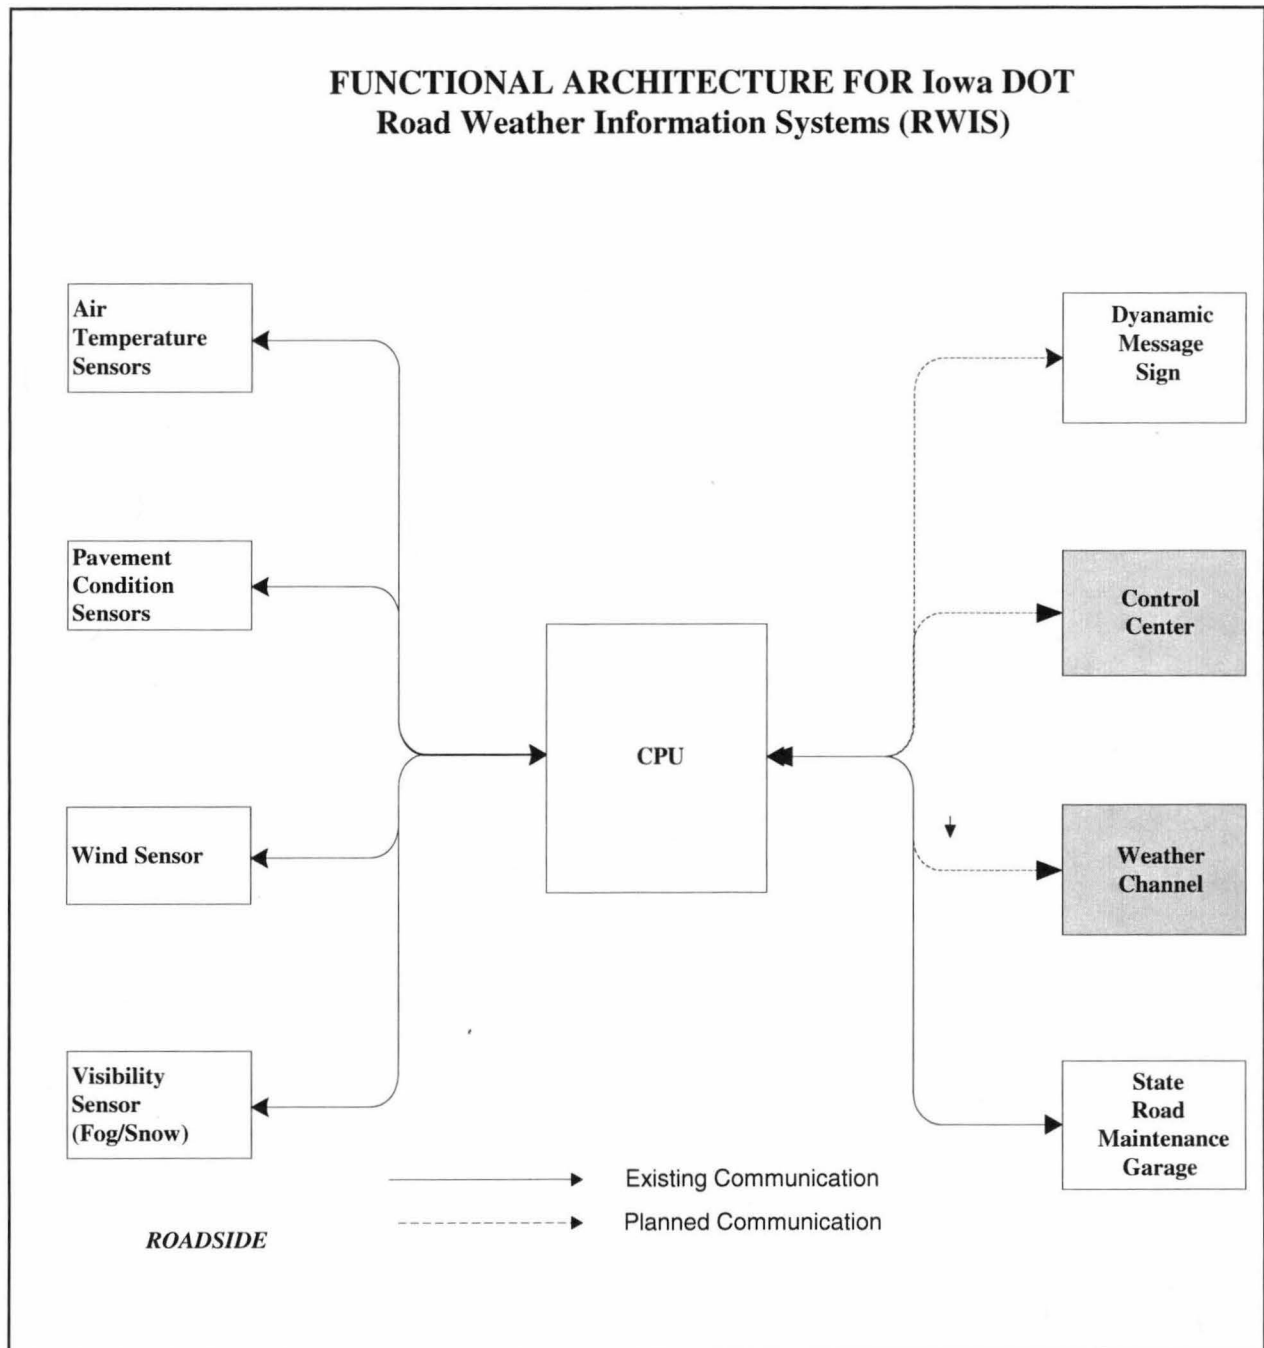 FUNCTIONAL ARCHITECTURE FOR Iowa DOT
Road Weather Information Systems (RWIS)
Air
Temperature
Sensors
Pavement
Condition
Sensors
Wind Sensor
Visibility
Sensor
(Fog/Snow)
ROADSIDE
CPU
Dyanamic
Message
Sign
Control
Center
Weather
Channel
State
Road
Maintenance
Garage
Existing Communication
Planned Communication